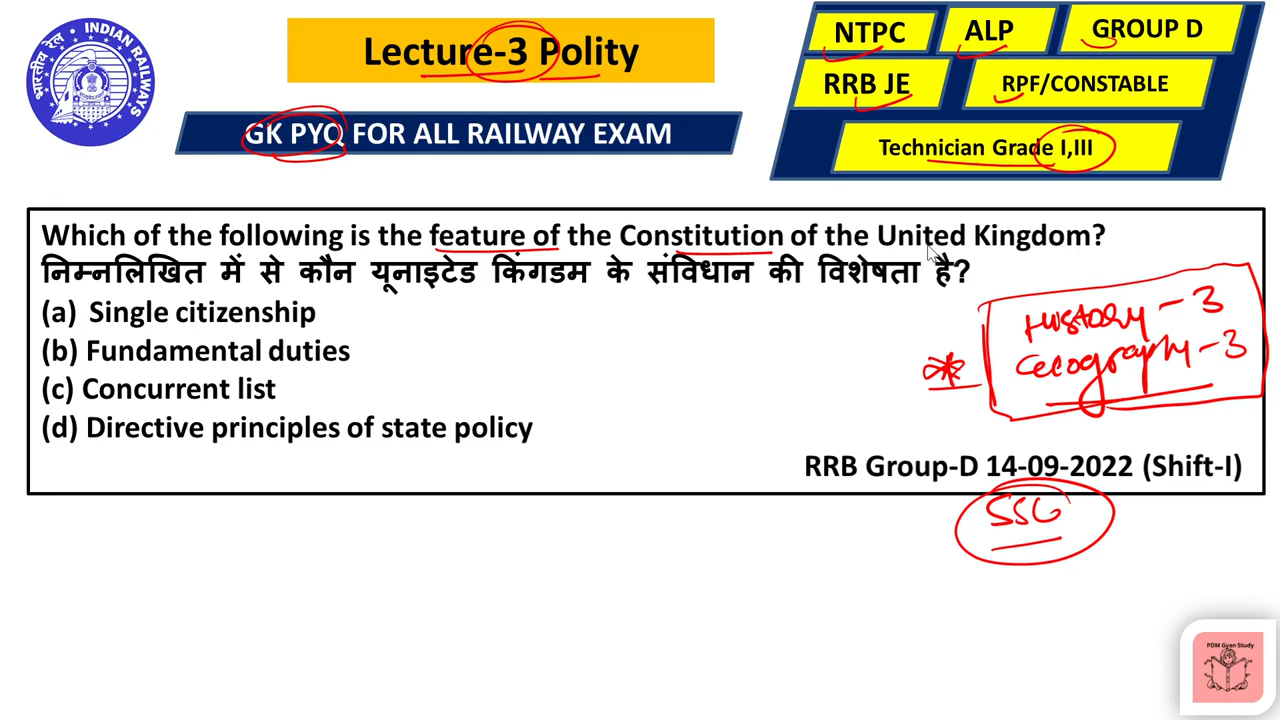 भारतीय रेल INDIAN RAILWAYS
Lecture-3 Polity
GK PYQ FOR ALL RAILWAY EXAM
NTPC ALP GROUP D
RRB JE RPF/CONSTABLE
Technician Grade I,III
Which of the following is the feature of the Constitution of the United Kingdom?
निम्नलिखित में से कौन यूनाइटेड किंगडम के संविधान की विशेषता है?
(a) Single citizenship
(b) Fundamental duties
(c) Concurrent list
(d) Directive principles of state policy
History - 3
Geography - 3
RRB Group-D 14-09-2022 (Shift-I)
PDM Gyan Study